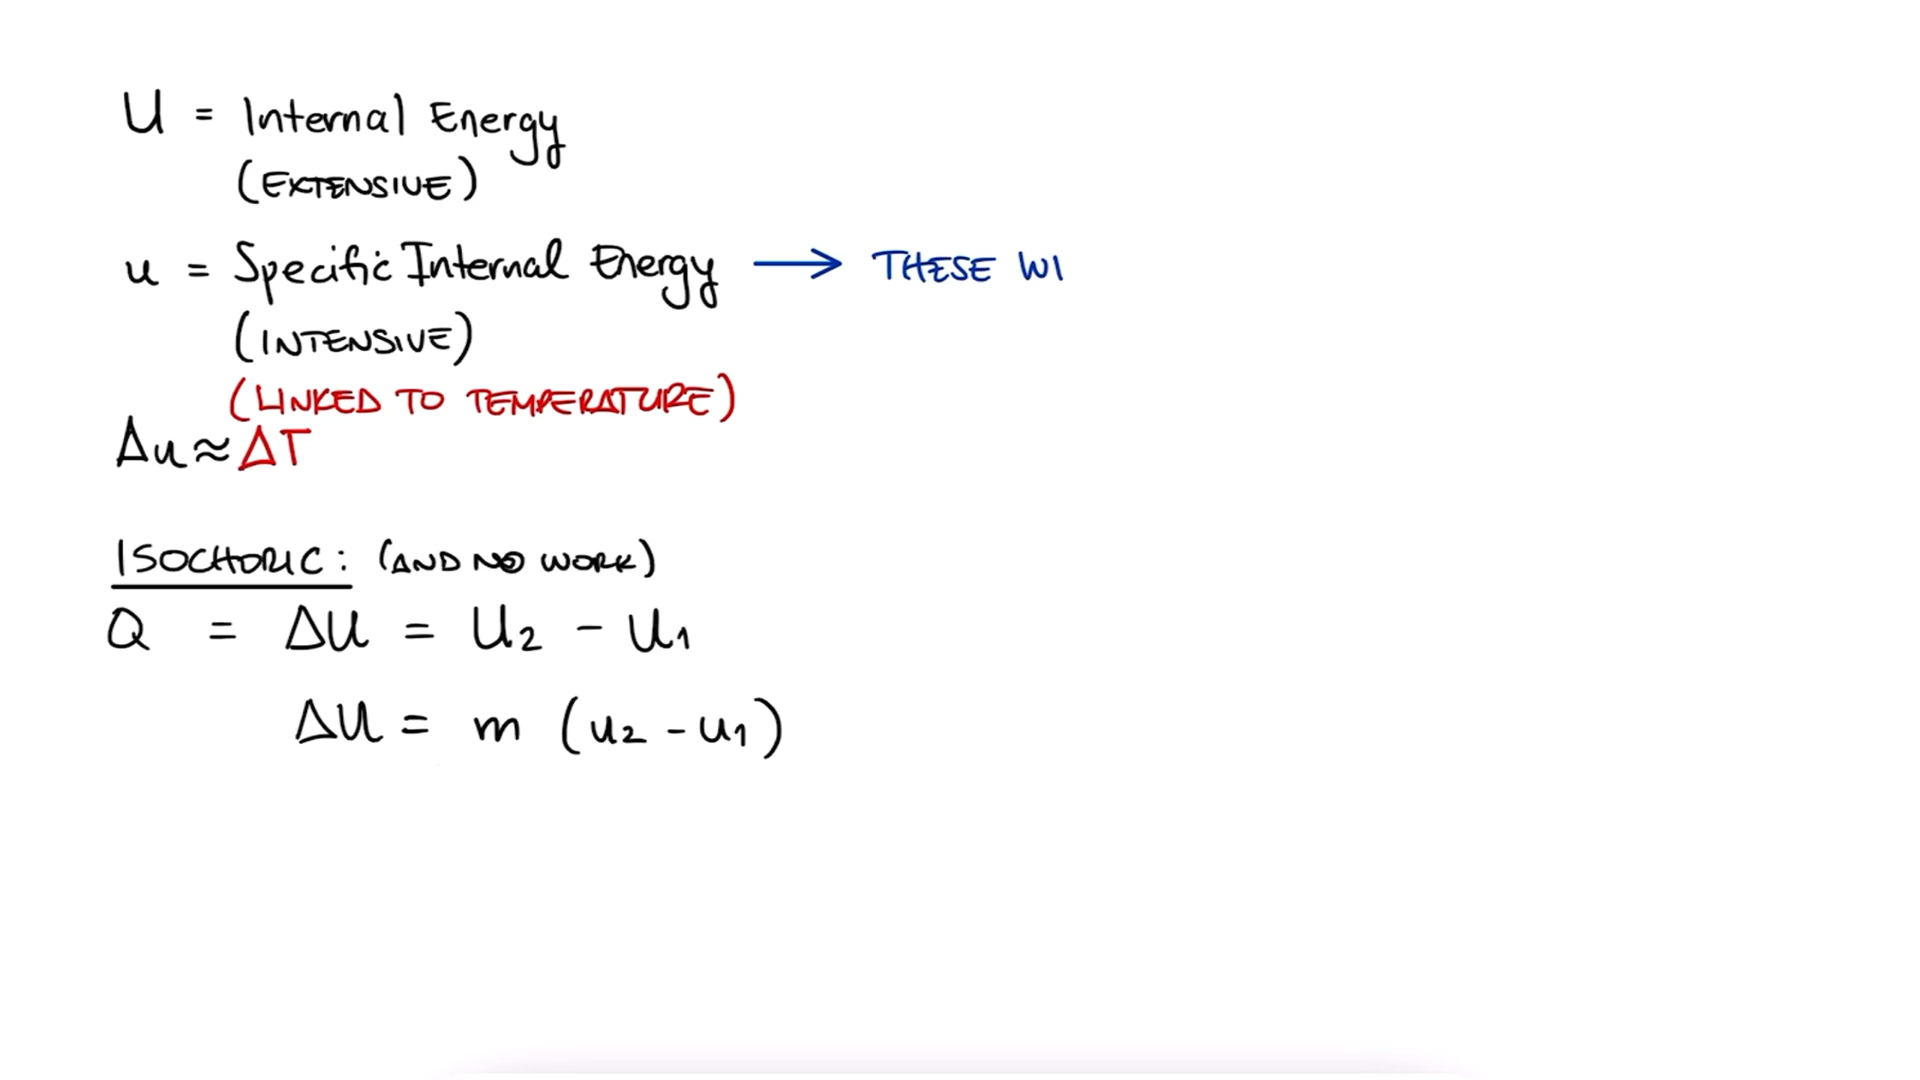 U = Internal Energy
(EXTENSIVE)
u = Specific Internal Energy → THESE WI
(INTENSIVE)
(LINKED TO TEMPERATURE)
Δu ≈ ΔT
ISOCHORIC: (AND NO WORK)
Q = ΔU = U₂ - U₁
ΔU = m (u₂ - u₁)